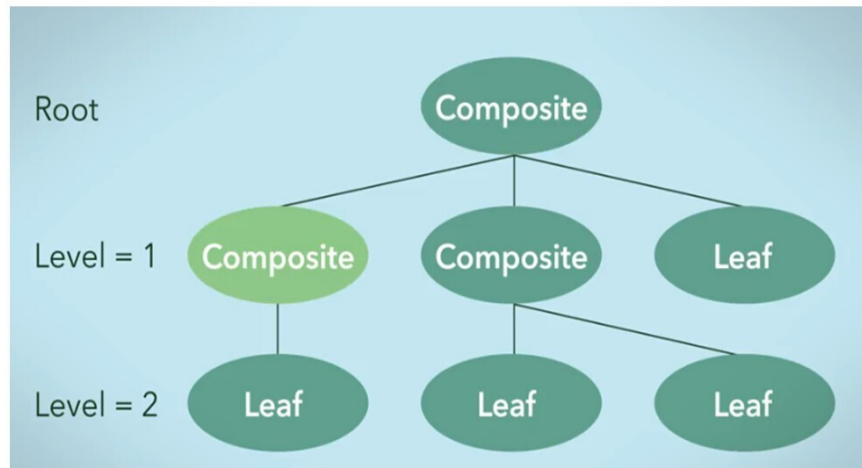 Root
Composite
Level = 1
Composite
Composite
Leaf
Level = 2
Leaf
Leaf
Leaf